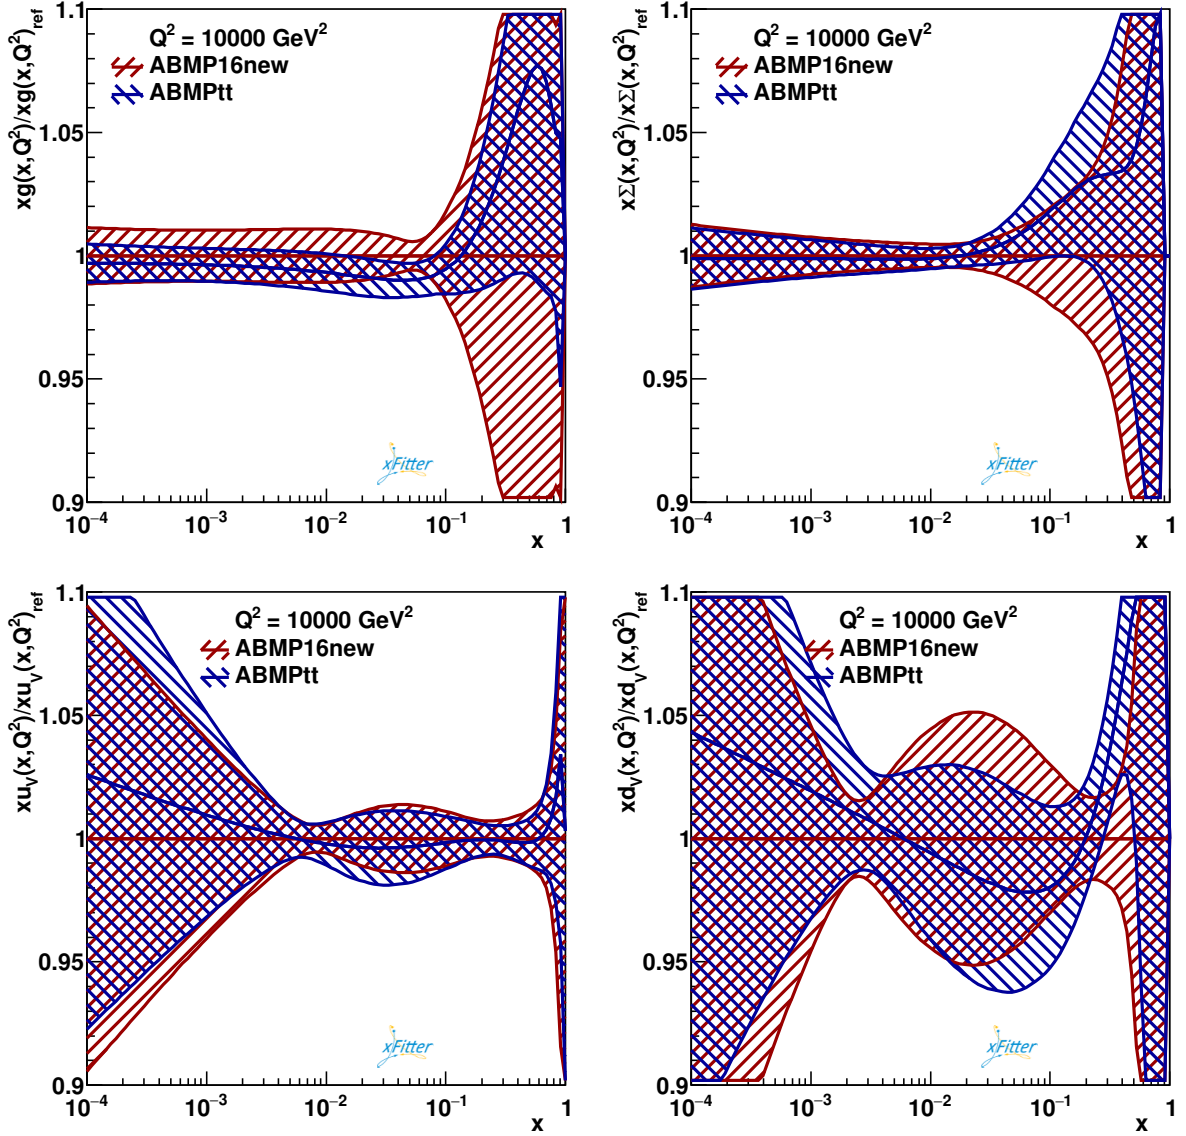 xg(x,Q²)/xg(x,Q²)ref
1.1
1.05
1
0.95
0.9
Q² = 10000 GeV²
ABMP16new
ABMPtt
xFitter
10⁻⁴ 10⁻³ 10⁻² 10⁻¹ 1
x
xΣ(x,Q²)/xΣ(x,Q²)ref
1.1
1.05
1
0.95
0.9
Q² = 10000 GeV²
ABMP16new
ABMPtt
xFitter
10⁻⁴ 10⁻³ 10⁻² 10⁻¹ 1
x
xuV(x,Q²)/xuV(x,Q²)ref
1.1
1.05
1
0.95
0.9
Q² = 10000 GeV²
ABMP16new
ABMPtt
xFitter
10⁻⁴ 10⁻³ 10⁻² 10⁻¹ 1
x
xdV(x,Q²)/xdV(x,Q²)ref
1.1
1.05
1
0.95
0.9
Q² = 10000 GeV²
ABMP16new
ABMPtt
xFitter
10⁻⁴ 10⁻³ 10⁻² 10⁻¹ 1
x